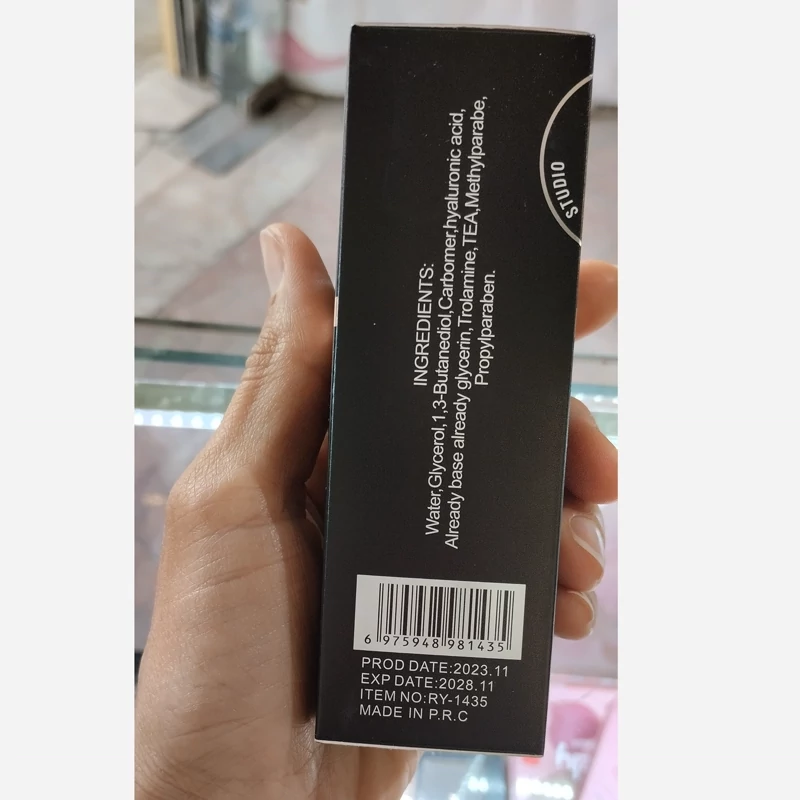 STUDIO
INGREDIENTS:
Water,Glycerol,1,3-Butanediol,Carbomer,hyaluronic acid,
Already base already glycerin,Trolamine,TEA,Methylparabe,
Propylparaben.
6 975948 981435
PROD DATE:2023.11
EXP DATE:2028.11
ITEM NO:RY-1435
MADE IN P.R.C